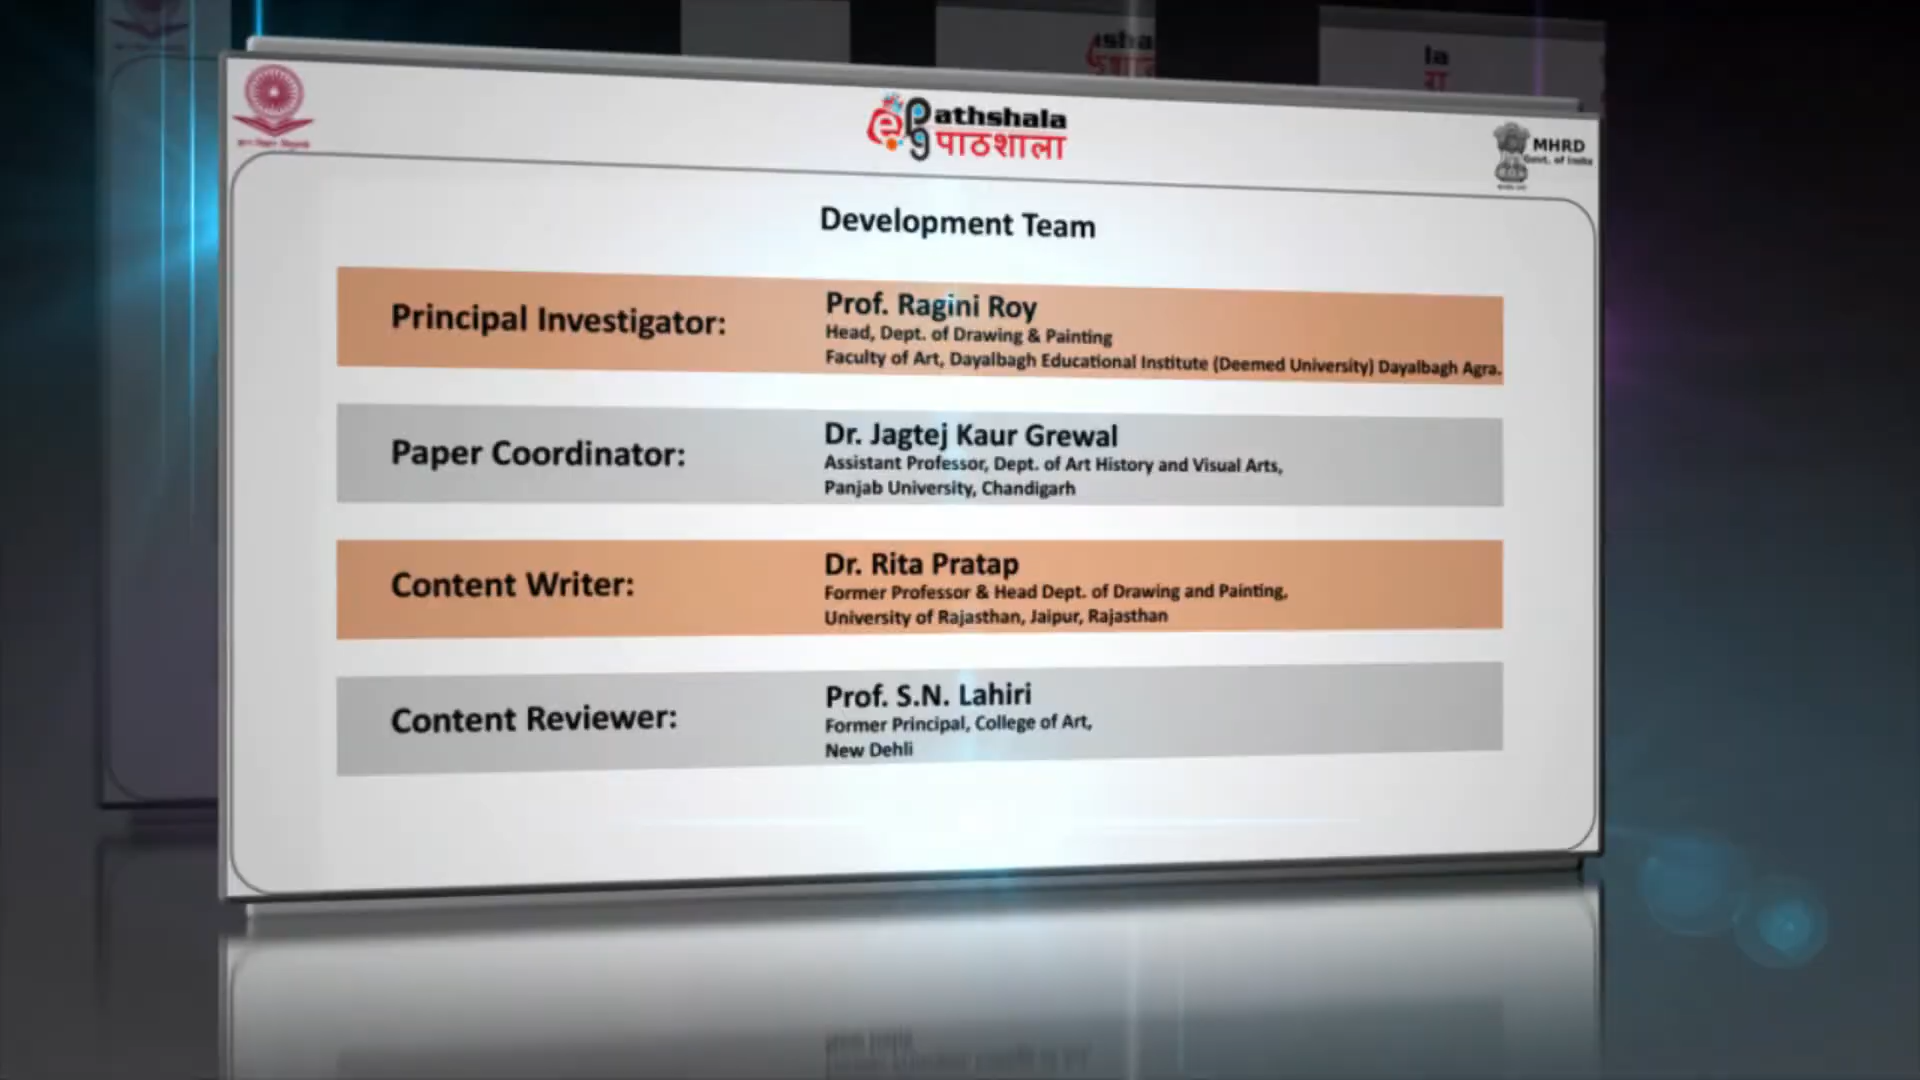 athshala
पाठशाला
MHRD
Govt. of India
Development Team
Principal Investigator:
Prof. Ragini Roy
Head, Dept. of Drawing & Painting
Faculty of Art, Dayalbagh Educational Institute (Deemed University) Dayalbagh Agra.
Paper Coordinator:
Dr. Jagtej Kaur Grewal
Assistant Professor, Dept. of Art History and Visual Arts,
Panjab University, Chandigarh
Content Writer:
Dr. Rita Pratap
Former Professor & Head Dept. of Drawing and Painting,
University of Rajasthan, Jaipur, Rajasthan
Content Reviewer:
Prof. S.N. Lahiri
Former Principal, College of Art,
New Dehli